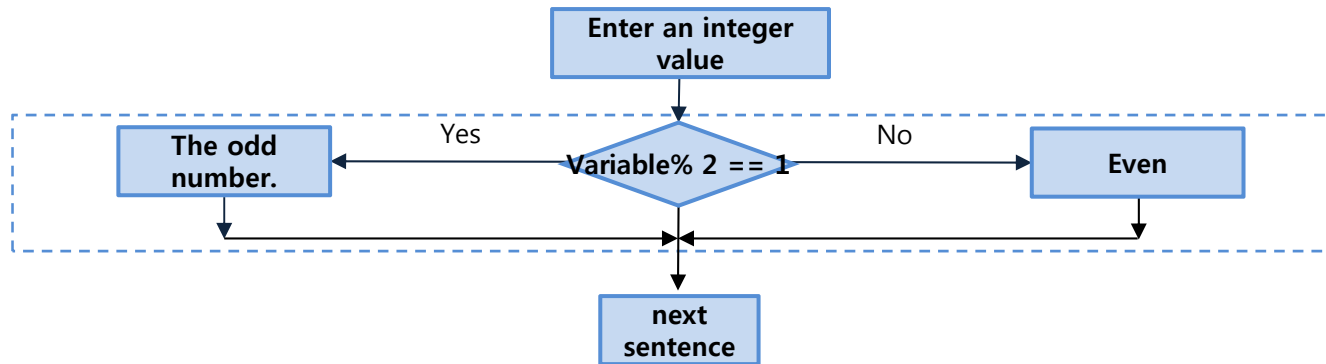 Enter an integer
value
Yes
No
The odd
number.
Variable% 2 == 1
Even
next
sentence